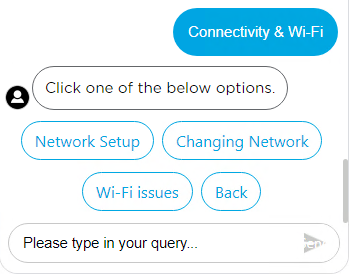 Connectivity & Wi-Fi
Click one of the below options.
Network Setup
Changing Network
Wi-Fi issues
Back
Please type in your query...